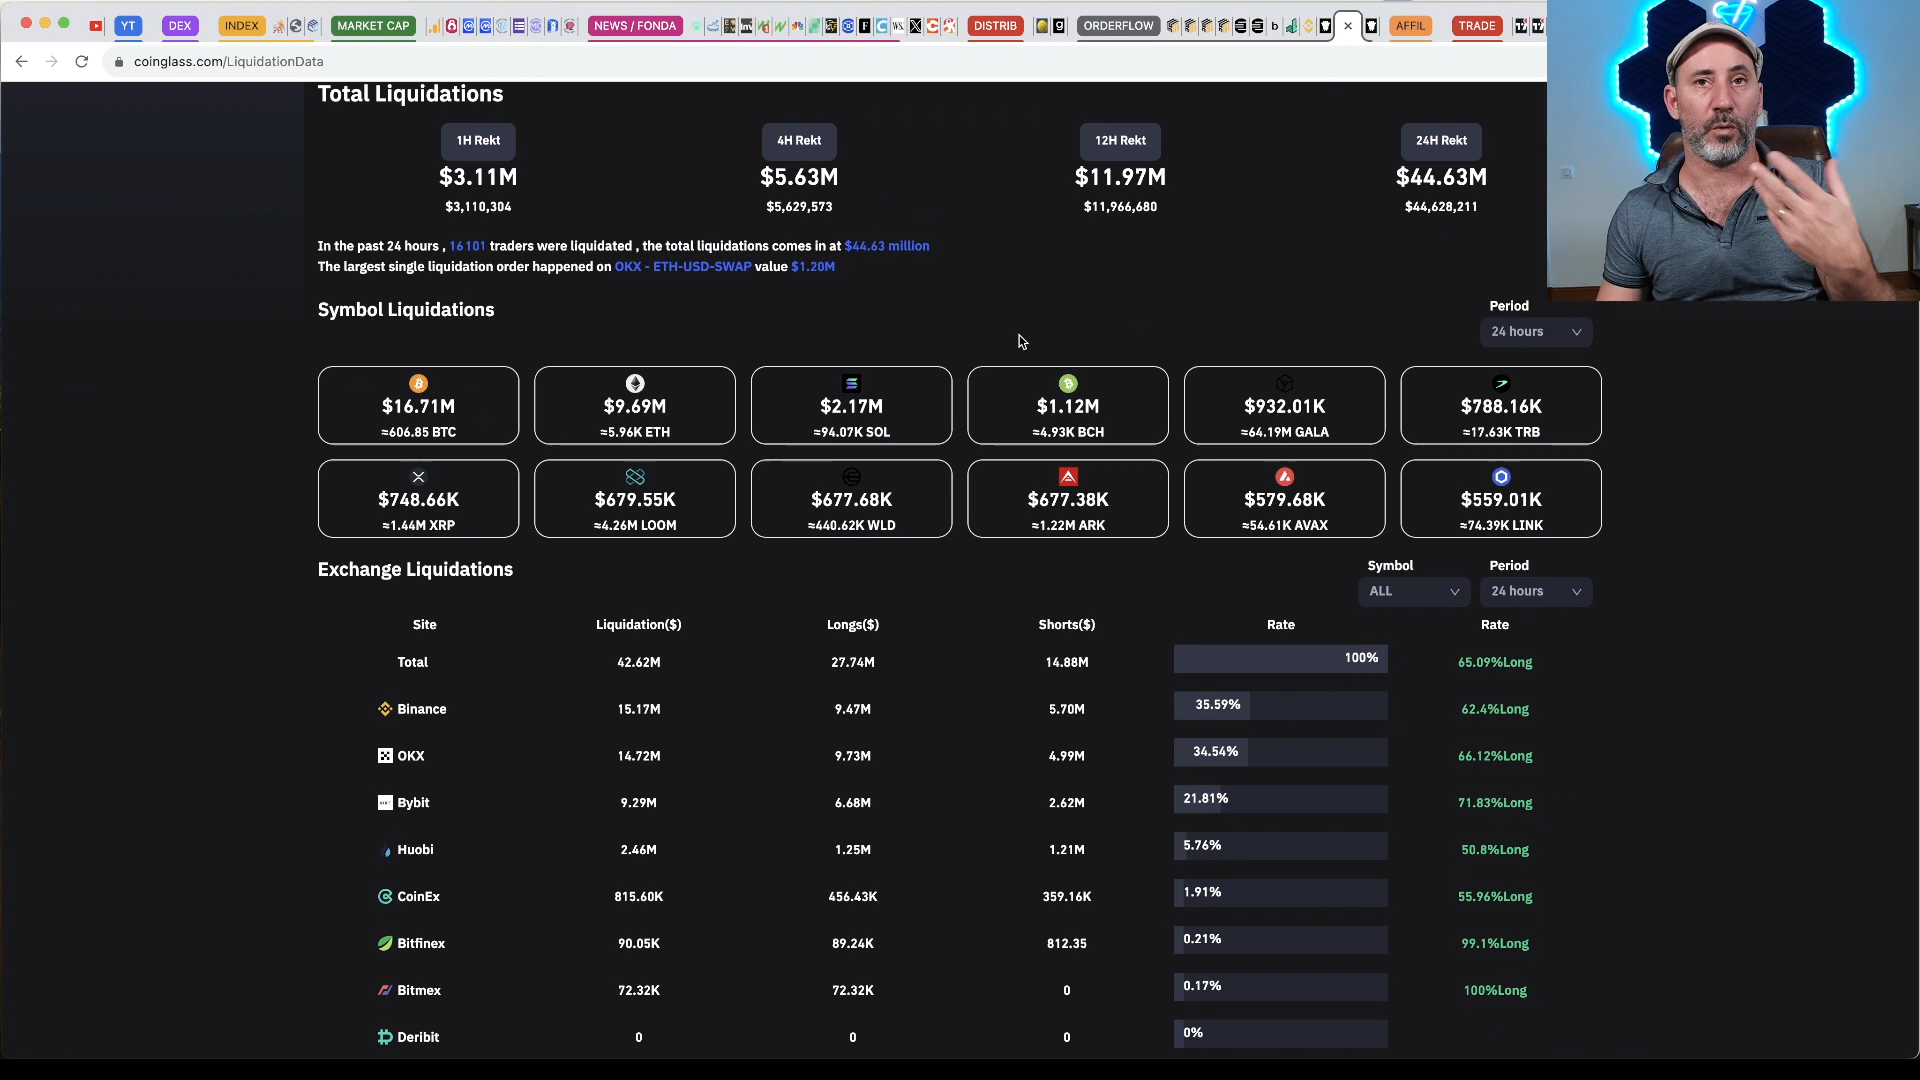 YT
DEX
INDEX
MARKET CAP
NEWS / FONDA
DISTRIB
ORDERFLOW
AFFIL
TRADE
coinglass.com/LiquidationData
Total Liquidations
1H Rekt 4H Rekt 12H Rekt 24H Rekt
$3.11M $5.63M $11.97M $44.63M
$3,110,304 $5,629,573 $11,966,680 $44,628,211
In the past 24 hours , 16101 traders were liquidated , the total liquidations comes in at $44.63 million
The largest single liquidation order happened on OKX - ETH-USD-SWAP value $1.20M
Symbol Liquidations
Period
24 hours
$16.71M $9.69M $2.17M $1.12M $932.01K $788.16K
≈606.85 BTC ≈5.96K ETH ≈94.07K SOL ≈4.93K BCH ≈64.19M GALA ≈17.63K TRB
$748.66K $679.55K $677.68K $677.38K $579.68K $559.01K
≈1.44M XRP ≈4.26M LOOM ≈440.62K WLD ≈1.22M ARK ≈54.61K AVAX ≈74.39K LINK
Exchange Liquidations
Symbol Period
ALL 24 hours
Site Liquidation($) Longs($) Shorts($) Rate Rate
Total 42.62M 27.74M 14.88M 100% 65.09%Long
Binance 15.17M 9.47M 5.70M 35.59% 62.4%Long
OKX 14.72M 9.73M 4.99M 34.54% 66.12%Long
Bybit 9.29M 6.68M 2.62M 21.81% 71.83%Long
Huobi 2.46M 1.25M 1.21M 5.76% 50.8%Long
CoinEx 815.60K 456.43K 359.16K 1.91% 55.96%Long
Bitfinex 90.05K 89.24K 812.35 0.21% 99.1%Long
Bitmex 72.32K 72.32K 0 0.17% 100%Long
Deribit 0 0 0 0%